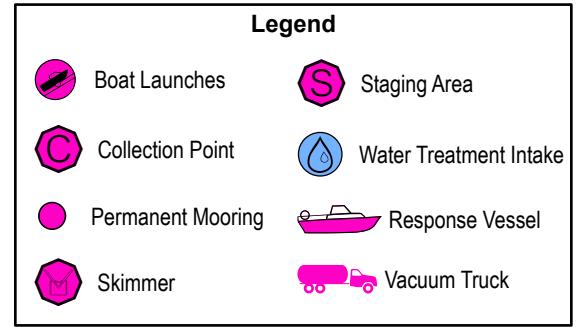 Legend
Boat Launches
S Staging Area
C Collection Point
Water Treatment Intake
Permanent Mooring
Response Vessel
Skimmer
Vacuum Truck